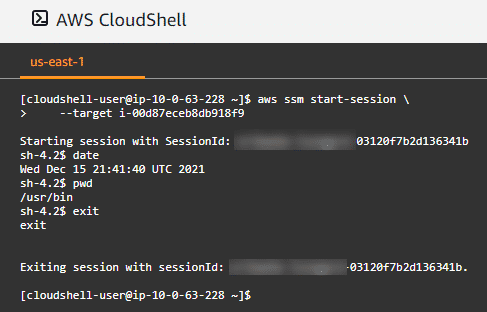 AWS CloudShell
us-east-1
[cloudshell-user@ip-10-0-63-228 ~]$ aws ssm start-session \
>     --target i-00d87eceb8db918f9
Starting session with SessionId: 03120f7b2d136341b
sh-4.2$ date
Wed Dec 15 21:41:40 UTC 2021
sh-4.2$ pwd
/usr/bin
sh-4.2$ exit
exit
Exiting session with sessionId: -03120f7b2d136341b.
[cloudshell-user@ip-10-0-63-228 ~]$